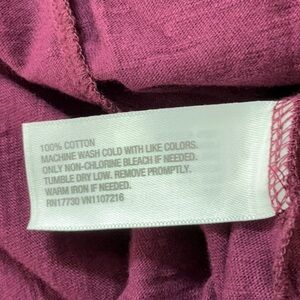 100% COTTON
MACHINE WASH COLD WITH LIKE COLORS.
ONLY NON-CHLORINE BLEACH IF NEEDED.
TUMBLE DRY LOW. REMOVE PROMPTLY.
WARM IRON IF NEEDED.
RN17730 VN1107216